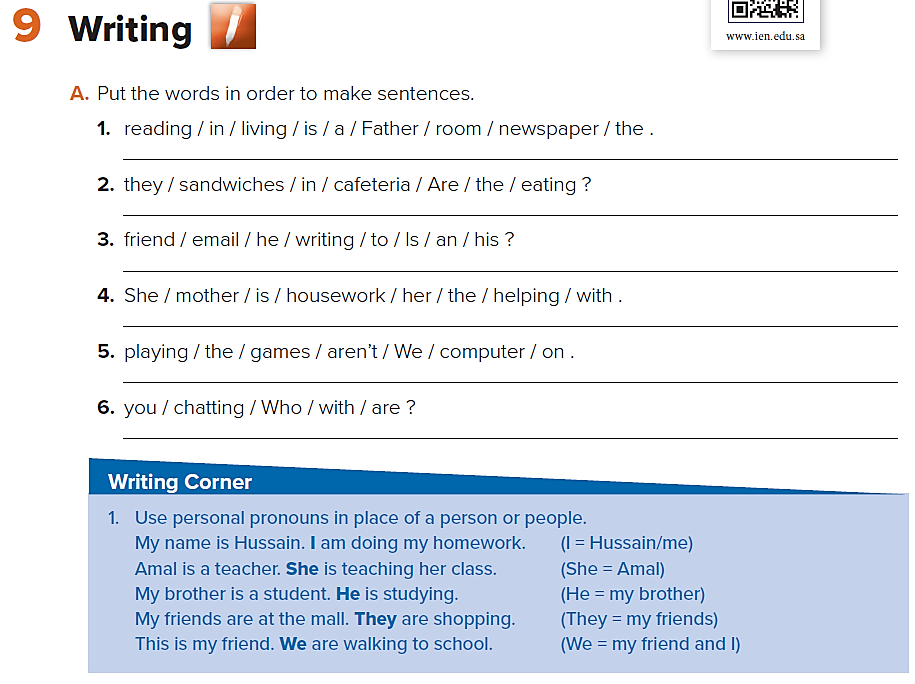 9 Writing
www.ien.edu.sa
A. Put the words in order to make sentences.
1. reading / in / living / is / a / Father / room / newspaper / the .
2. they / sandwiches / in / cafeteria / Are / the / eating ?
3. friend / email / he / writing / to / Is / an / his ?
4. She / mother / is / housework / her / the / helping / with .
5. playing / the / games / aren't / We / computer / on .
6. you / chatting / Who / with / are ?
Writing Corner
1. Use personal pronouns in place of a person or people.
My name is Hussain. I am doing my homework. (I = Hussain/me)
Amal is a teacher. She is teaching her class. (She = Amal)
My brother is a student. He is studying. (He = my brother)
My friends are at the mall. They are shopping. (They = my friends)
This is my friend. We are walking to school. (We = my friend and I)